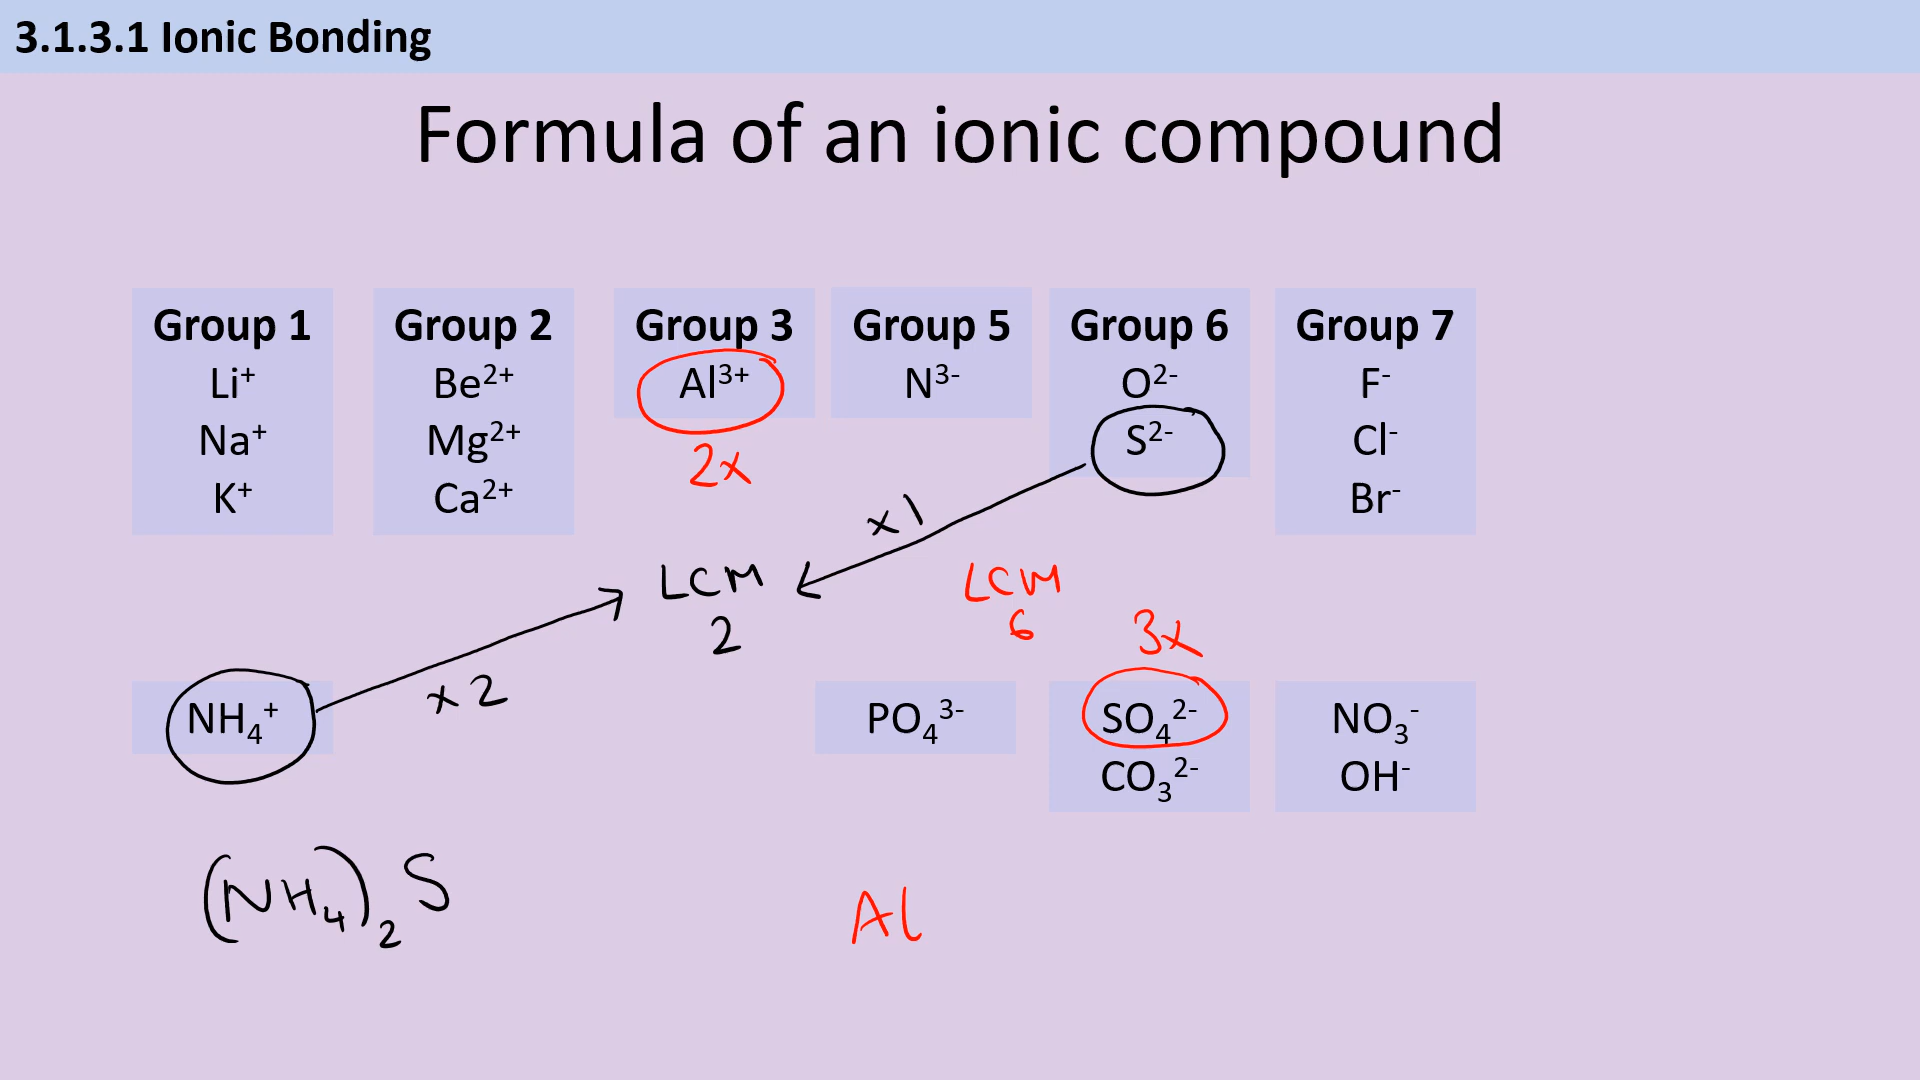 3.1.3.1 Ionic Bonding
Formula of an ionic compound
Group 1
Li⁺
Na⁺
K⁺
Group 2
Be²⁺
Mg²⁺
Ca²⁺
Group 3
Al³⁺
2x
Group 5
N³⁻
Group 6
O²⁻
S²⁻
Group 7
F⁻
Cl⁻
Br⁻
x1
LCM
2
LCM
6
3x
x2
NH₄⁺
PO₄³⁻
SO₄²⁻
CO₃²⁻
NO₃⁻
OH⁻
(NH₄)₂S
Al